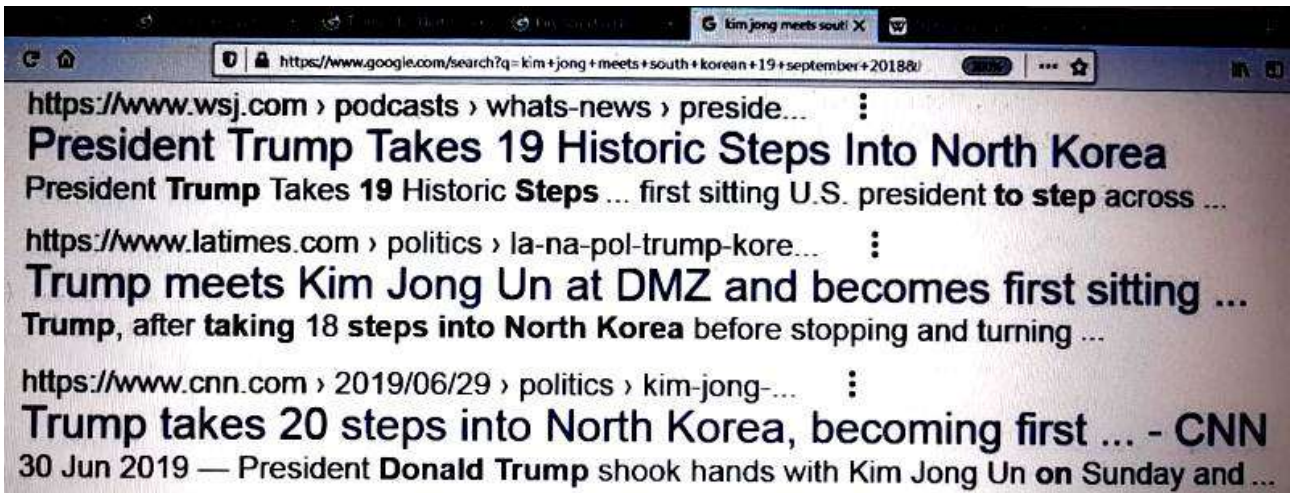 kim jong meets soutl
https://www.google.com/search?q=kim+jong+meets+south+korean+19+september+2018&
https://www.wsj.com › podcasts › whats-news › preside...
President Trump Takes 19 Historic Steps Into North Korea
President Trump Takes 19 Historic Steps ... first sitting U.S. president to step across ...
https://www.latimes.com › politics › la-na-pol-trump-kore...
Trump meets Kim Jong Un at DMZ and becomes first sitting ...
Trump, after taking 18 steps into North Korea before stopping and turning ...
https://www.cnn.com › 2019/06/29 › politics › kim-jong-...
Trump takes 20 steps into North Korea, becoming first ... - CNN
30 Jun 2019 — President Donald Trump shook hands with Kim Jong Un on Sunday and ...